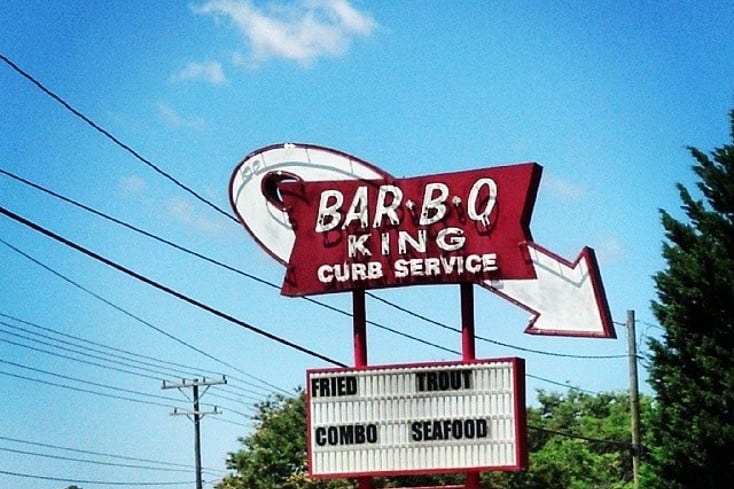 BAR·B·Q
KING
CURB SERVICE
FRIED TROUT
COMBO SEAFOOD